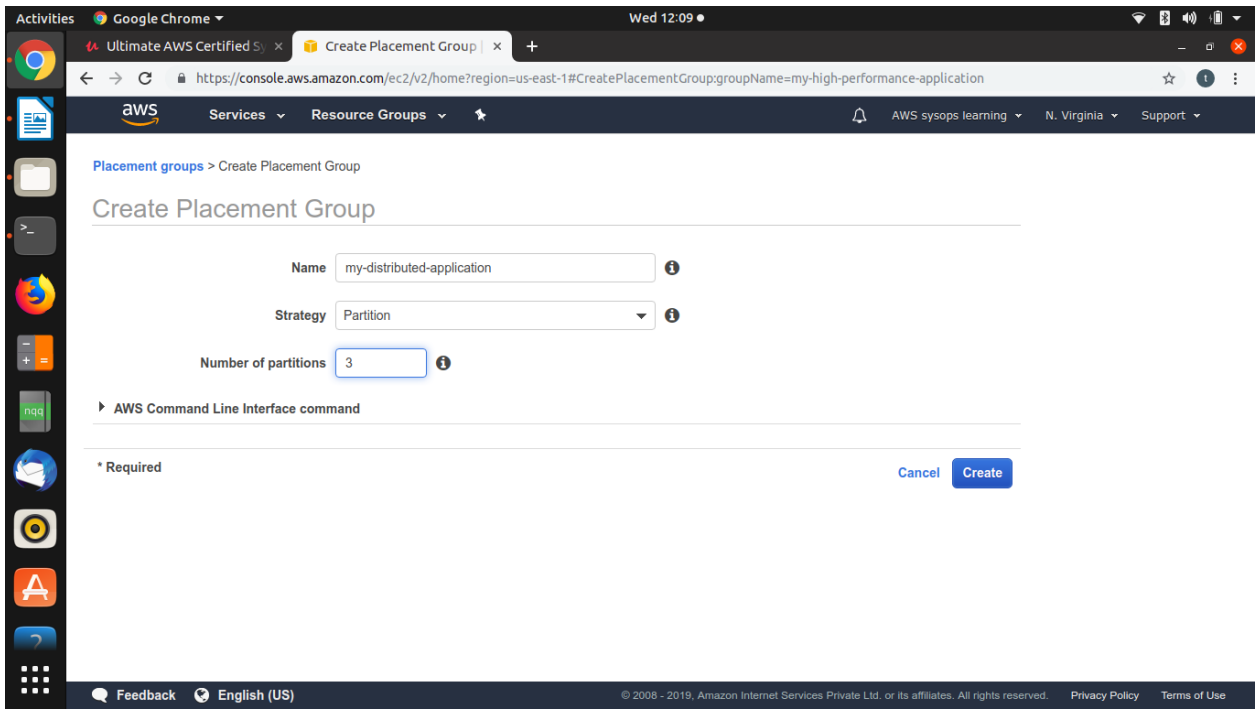 Activities Google Chrome Wed 12:09
Ultimate AWS Certified Sy Create Placement Group
https://console.aws.amazon.com/ec2/v2/home?region=us-east-1#CreatePlacementGroup:groupName=my-high-performance-application t
aws Services Resource Groups AWS sysops learning N. Virginia Support
Placement groups > Create Placement Group
Create Placement Group
Name my-distributed-application
Strategy Partition
Number of partitions 3
AWS Command Line Interface command
* Required Cancel Create
nqq
Feedback English (US) © 2008 - 2019, Amazon Internet Services Private Ltd. or its affiliates. All rights reserved. Privacy Policy Terms of Use